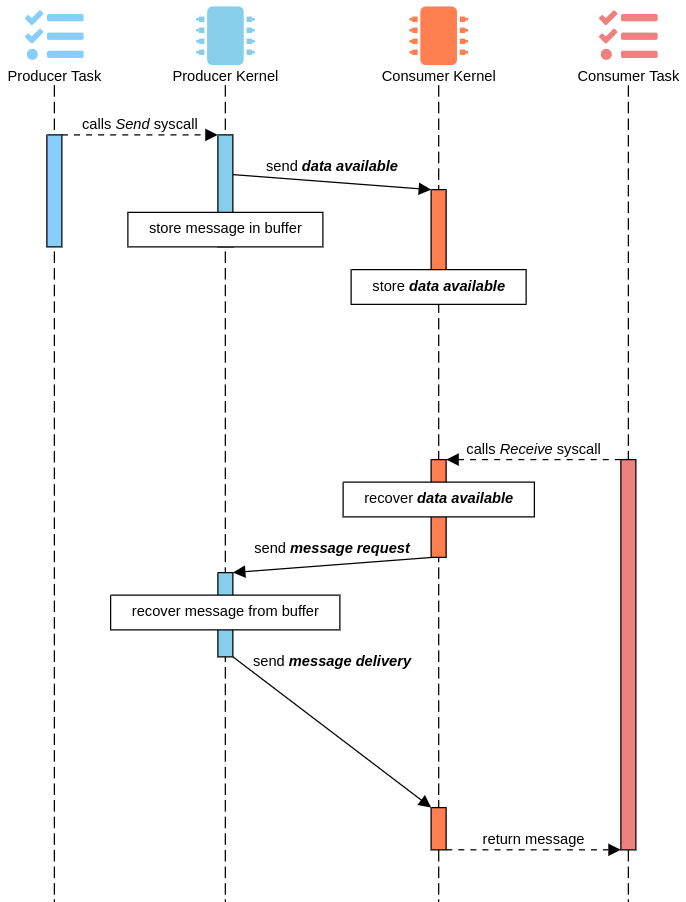 Producer Task
Producer Kernel
Consumer Kernel
Consumer Task
calls Send syscall
send data available
store message in buffer
store data available
calls Receive syscall
recover data available
send message request
recover message from buffer
send message delivery
return message